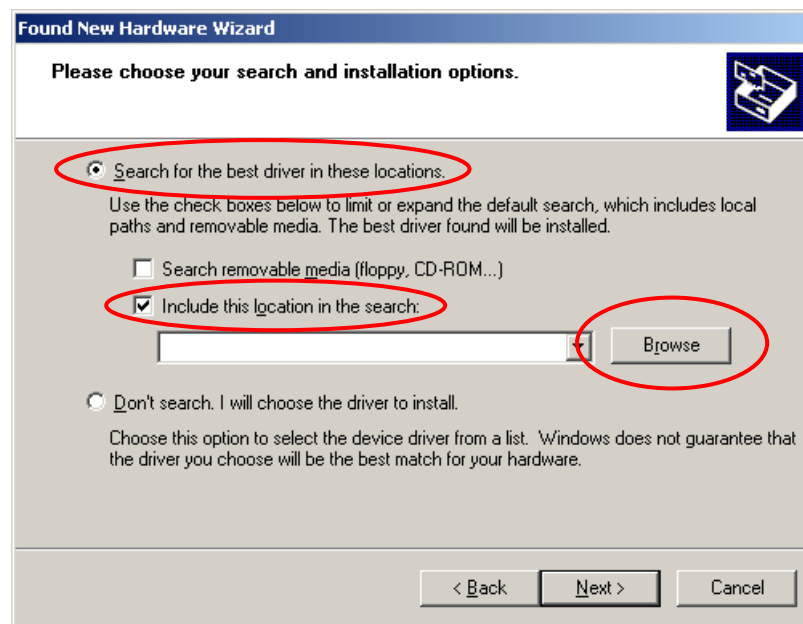 Found New Hardware Wizard
Please choose your search and installation options.
Search for the best driver in these locations.
Use the check boxes below to limit or expand the default search, which includes local
paths and removable media. The best driver found will be installed.
Search removable media (floppy, CD-ROM...)
Include this location in the search:
Browse
Don't search. I will choose the driver to install.
Choose this option to select the device driver from a list.  Windows does not guarantee that
the driver you choose will be the best match for your hardware.
< Back Next > Cancel